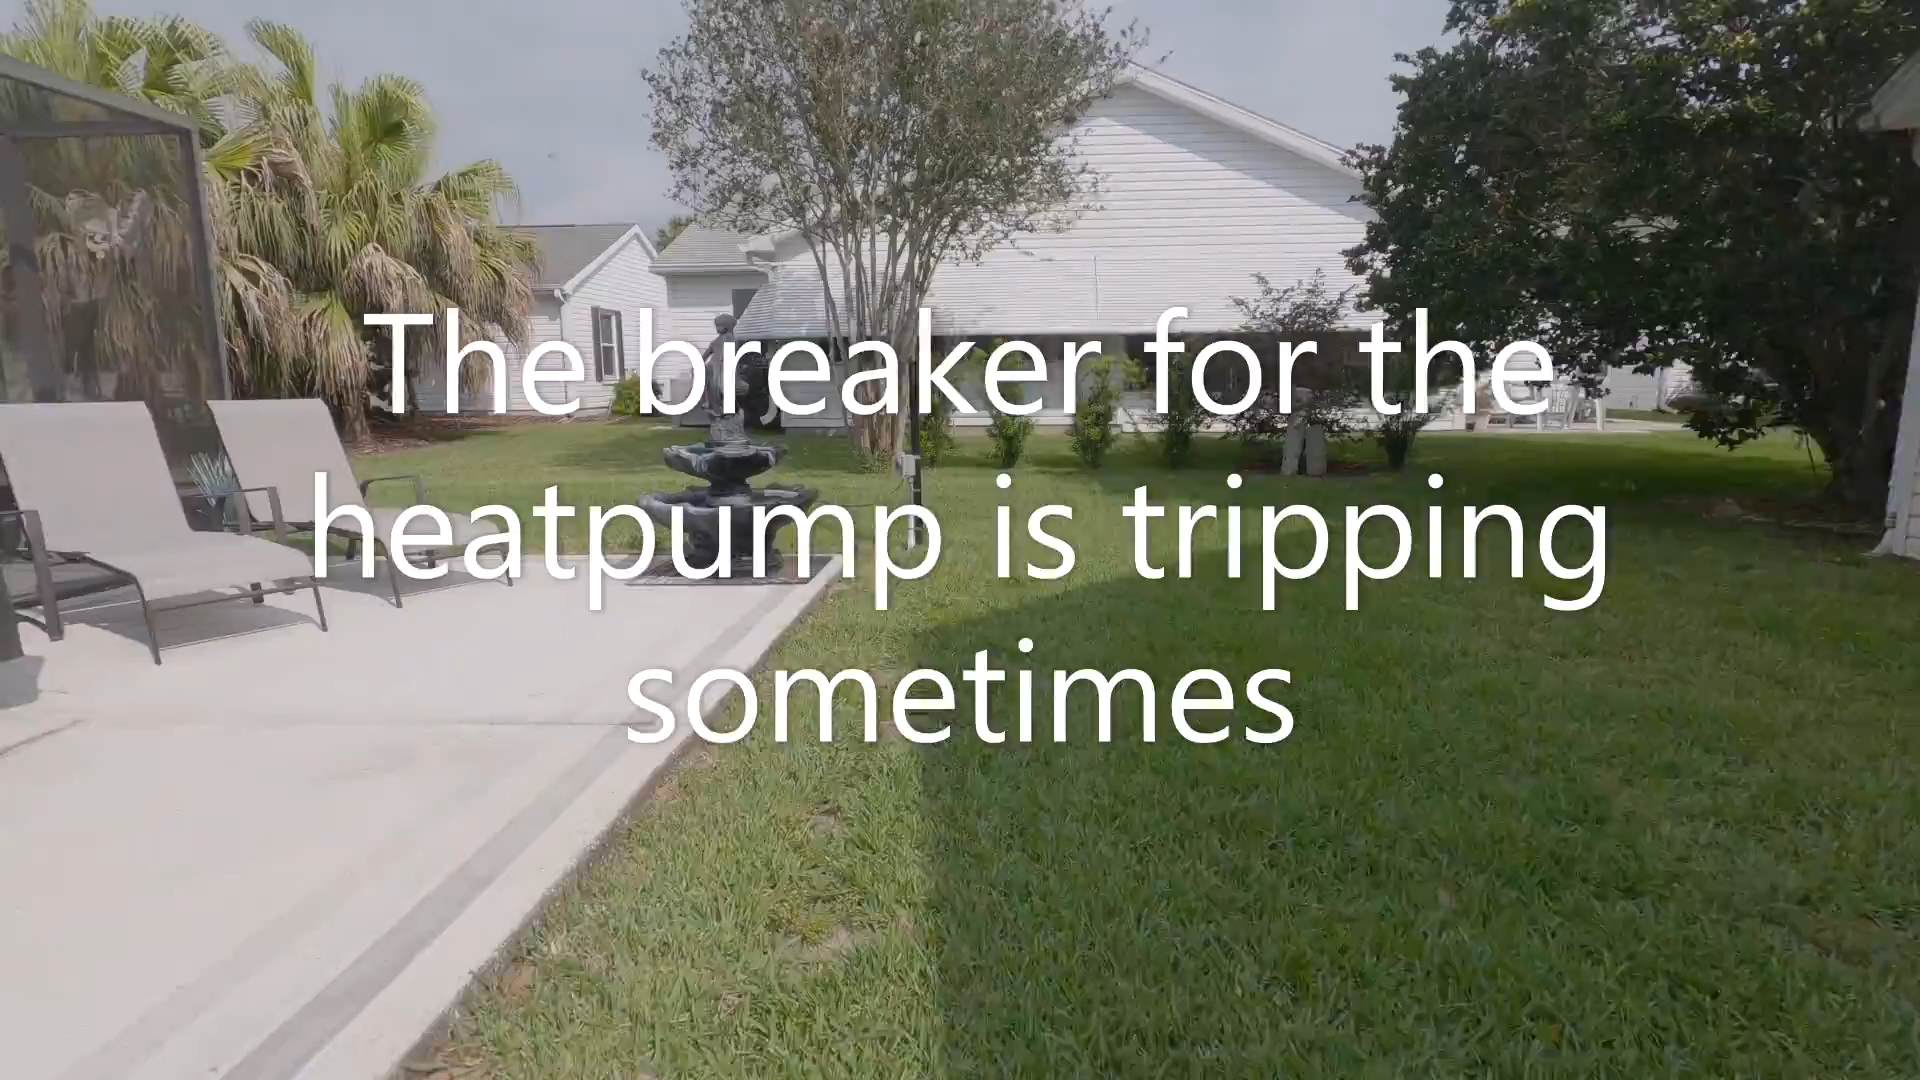 The breaker for the
heatpump is tripping
sometimes